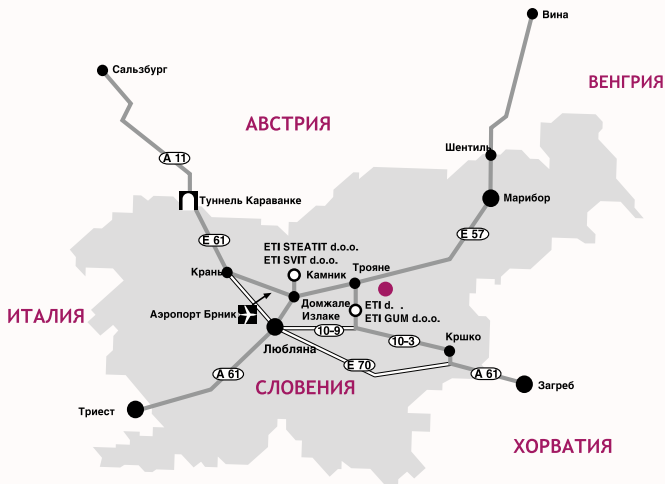 Вина
Сальзбург
ВЕНГРИЯ
АВСТРИЯ
Шентиль
A 11
Туннель Караванке
Марибор
E 57
E 61
ETI STEATIT d.o.o.
ETI SVIT d.o.o.
Крань
Камник
Трояне
Домжале
ETI d. .
Аэропорт Брник
Излаке
ETI GUM d.o.o.
ИТАЛИЯ
10-9
10-3
Кршко
Любляна
E 70
A 61
A 61
СЛОВЕНИЯ
Загреб
Триест
ХОРВАТИЯ